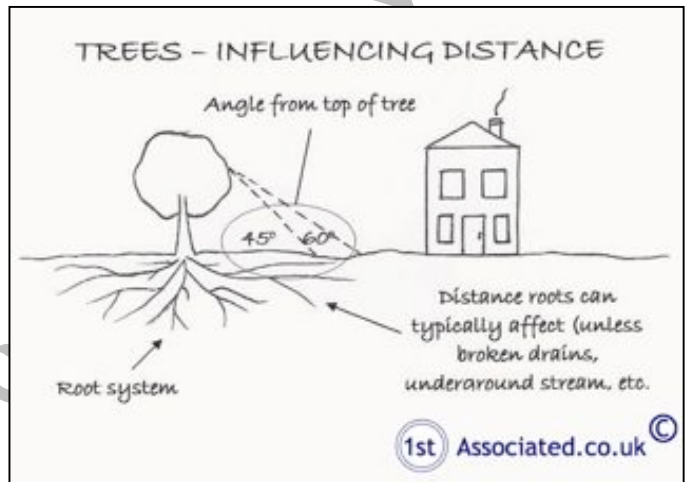 TREES – INFLUENCING DISTANCE
Angle from top of tree
45°
60°
Distance roots can
typically affect (unless
broken drains,
underground stream, etc.
Root system
1st Associated.co.uk ©